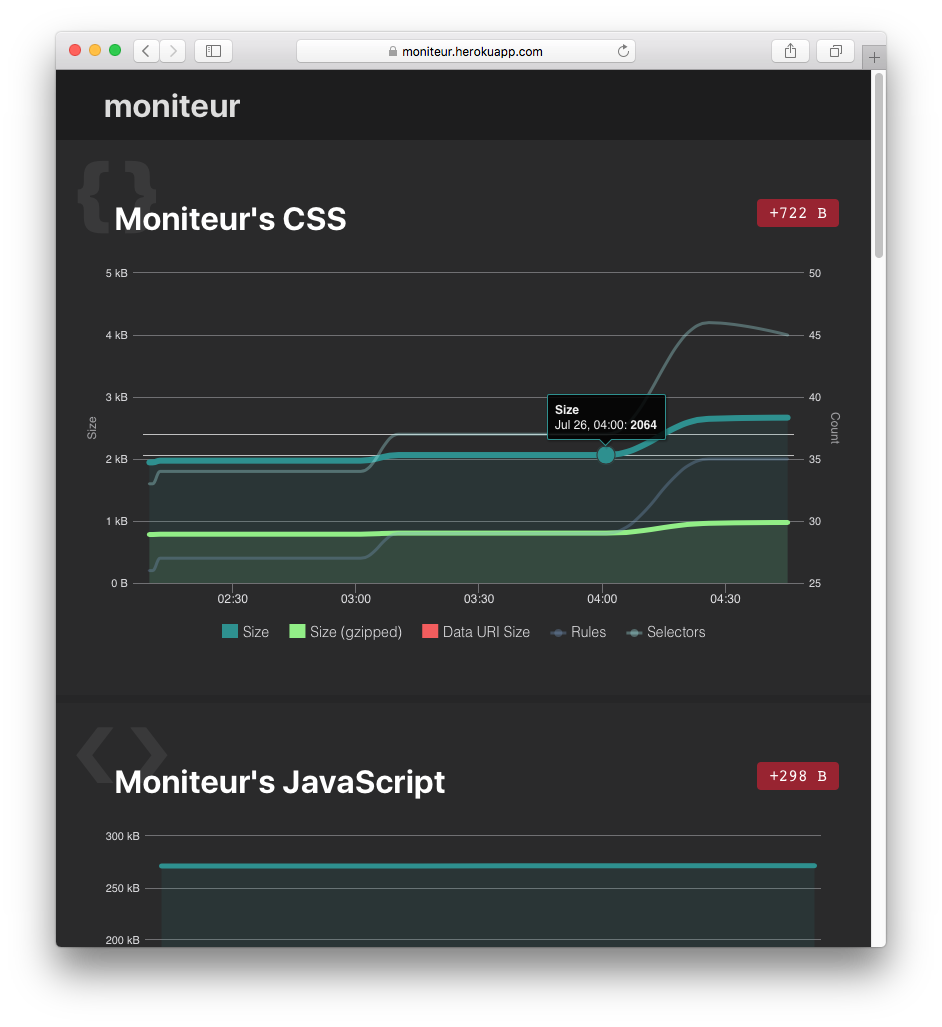 moniteur.herokuapp.com
moniteur
{}
Moniteur's CSS
+722 B
5 kB
50
4 kB
45
3 kB
40
Size
Count
Size
Jul 26, 04:00: 2064
2 kB
35
1 kB
30
0 B
25
02:30 03:00 03:30 04:00 04:30
Size Size (gzipped) Data URI Size Rules Selectors
Moniteur's JavaScript
+298 B
300 kB
250 kB
200 kB